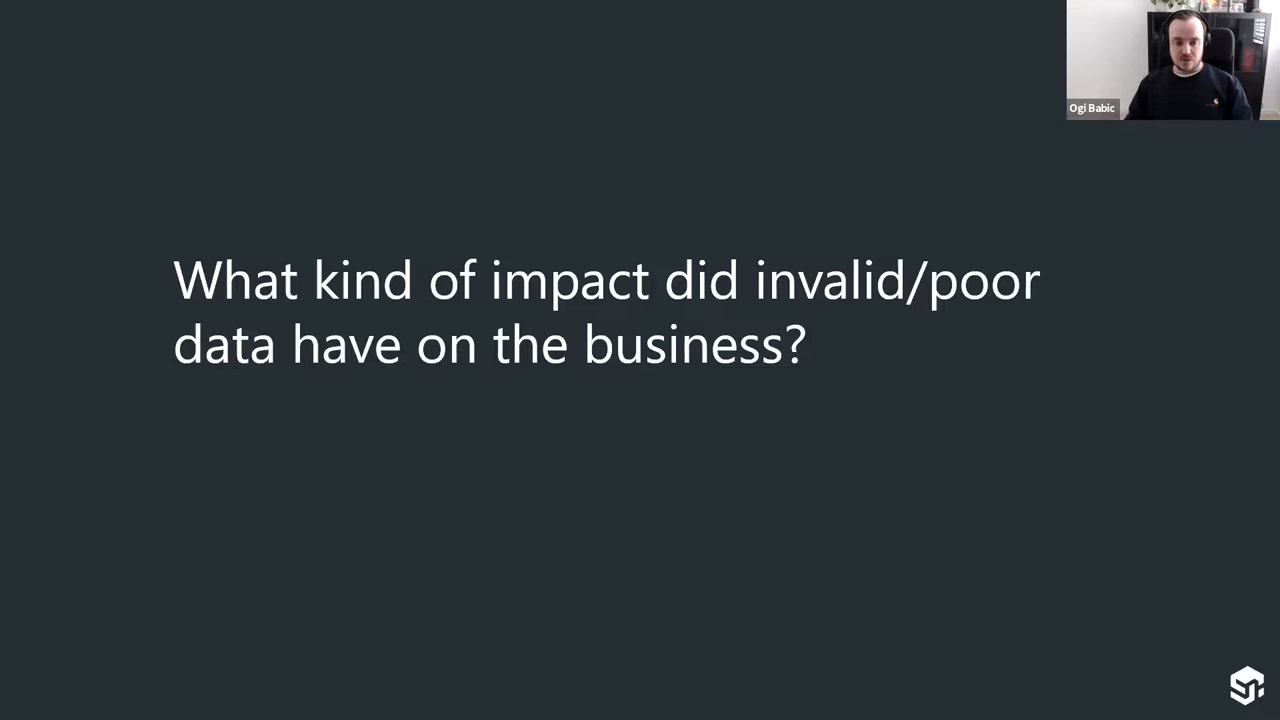 Ogi Babic
What kind of impact did invalid/poor
data have on the business?